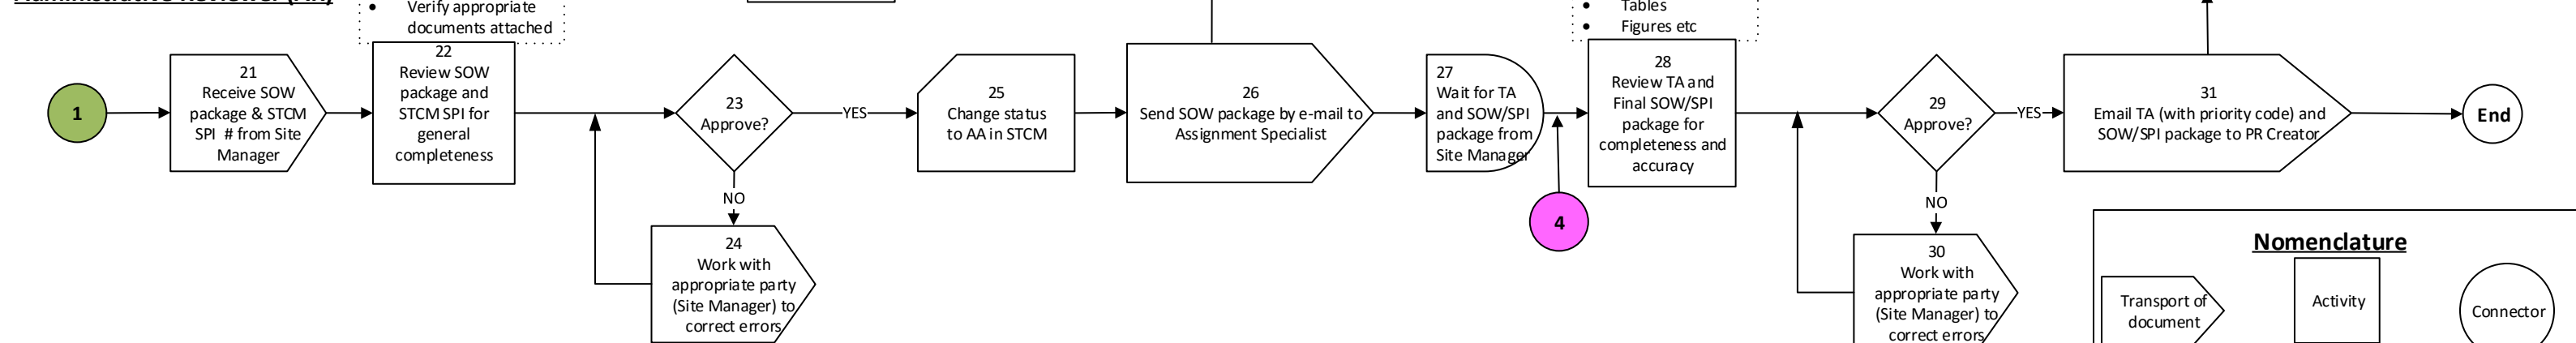 Administrative Reviewer (AR)
• Verify appropriate
documents attached
• Tables
• Figures etc
1
21
Receive SOW
package & STCM
SPI # from Site
Manager
22
Review SOW
package and
STCM SPI for
general
completeness
23
Approve?
YES
NO
24
Work with
appropriate party
(Site Manager) to
correct errors
25
Change status
to AA in STCM
26
Send SOW package by e-mail to
Assignment Specialist
27
Wait for TA
and SOW/SPI
package from
Site Manager
4
28
Review TA and
Final SOW/SPI
package for
completeness and
accuracy
29
Approve?
YES
NO
30
Work with
appropriate party
(Site Manager) to
correct errors
31
Email TA (with priority code) and
SOW/SPI package to PR Creator
End
Nomenclature
Transport of
document
Activity
Connector